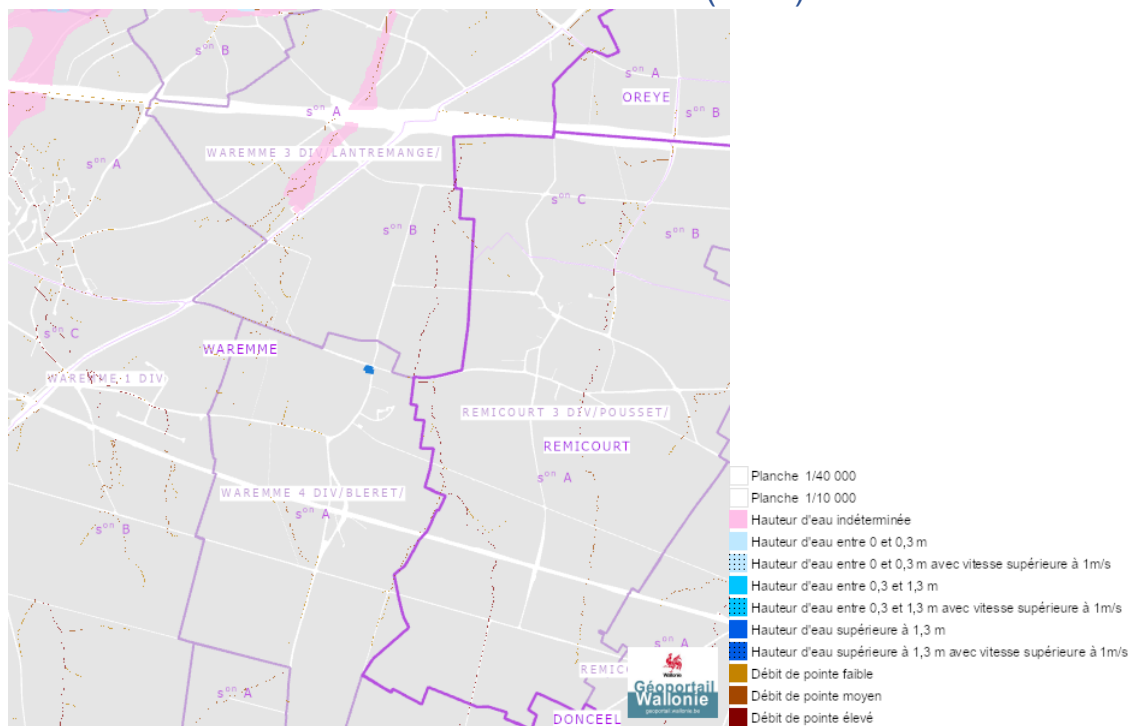 sᵒⁿ B
sᵒⁿ A
OREYE
sᵒⁿ B
sᵒⁿ A
WAREMME 3 DIV/LANTREMANGE/
sᵒⁿ A
sᵒⁿ C
sᵒⁿ B
sᵒⁿ B
sᵒⁿ C
WAREMME
WAREMME 1 DIV
REMICOURT 3 DIV/POUSSET/
REMICOURT
sᵒⁿ A
WAREMME 4 DIV/BLERET/
sᵒⁿ A
sᵒⁿ B
sᵒⁿ A
sᵒⁿ A
DONCEEL
Wallonie
Géoportail
Wallonie
geoportail.wallonie.be
Planche 1/40 000
Planche 1/10 000
Hauteur d'eau indéterminée
Hauteur d'eau entre 0 et 0,3 m
Hauteur d'eau entre 0 et 0,3 m avec vitesse supérieure à 1m/s
Hauteur d'eau entre 0,3 et 1,3 m
Hauteur d'eau entre 0,3 et 1,3 m avec vitesse supérieure à 1m/s
Hauteur d'eau supérieure à 1,3 m
Hauteur d'eau supérieure à 1,3 m avec vitesse supérieure à 1m/s
Débit de pointe faible
Débit de pointe moyen
Débit de pointe élevé